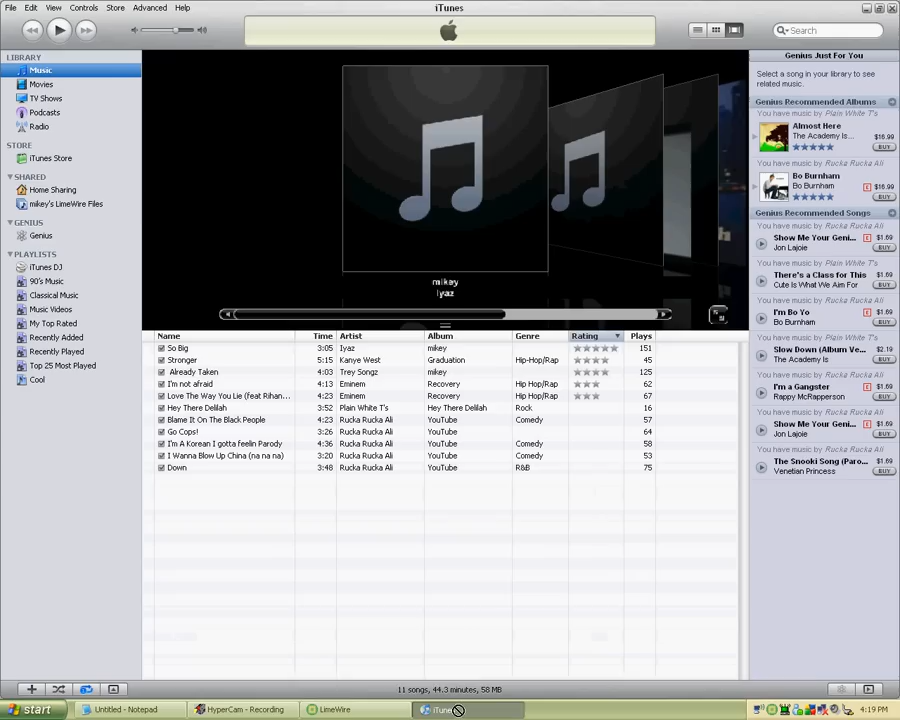 File Edit View Controls Store Advanced Help
iTunes
Search
LIBRARY
Music
Movies
TV Shows
Podcasts
Radio
STORE
iTunes Store
SHARED
Home Sharing
mikey's LimeWire Files
GENIUS
Genius
PLAYLISTS
iTunes DJ
90's Music
Classical Music
Music Videos
My Top Rated
Recently Added
Recently Played
Top 25 Most Played
Cool
mikey
Iyaz
Name Time Artist Album Genre Rating Plays
So Big 3:05 Iyaz mikey 151
Stronger 5:15 Kanye West Graduation Hip-Hop/Rap 45
Already Taken 4:03 Trey Songz mikey 125
I'm not afraid 4:13 Eminem Recovery Hip Hop/Rap 62
Love The Way You Lie (feat Rihan... 4:23 Eminem Recovery Hip Hop/Rap 67
Hey There Delilah 3:52 Plain White T's Hey There Delilah Rock 16
Blame It On The Black People 4:23 Rucka Rucka Ali YouTube Comedy 57
Go Cops! 3:26 Rucka Rucka Ali YouTube 64
I'm A Korean I gotta feelin Parody 4:36 Rucka Rucka Ali YouTube Comedy 58
I Wanna Blow Up China (na na na) 3:20 Rucka Rucka Ali YouTube Comedy 53
Down 3:48 Rucka Rucka Ali YouTube R&B 75
Genius Just For You
Select a song in your library to see
related music.
Genius Recommended Albums
You have music by Plain White T's
Almost Here
The Academy Is... $16.99
BUY
You have music by Rucka Rucka Ali
Bo Burnham
Bo Burnham E $16.99
BUY
Genius Recommended Songs
You have music by Rucka Rucka Ali
Show Me Your Geni... E $1.69
Jon Lajoie BUY
You have music by Plain White T's
There's a Class for This $1.69
Cute Is What We Aim For BUY
You have music by Rucka Rucka Ali
I'm Bo Yo E $1.69
Bo Burnham BUY
You have music by Plain White T's
Slow Down (Album Ve... $2.19
The Academy Is BUY
You have music by Rucka Rucka Ali
I'm a Gangster E $1.69
Rappy McRapperson BUY
You have music by Rucka Rucka Ali
Show Me Your Geni... E $1.69
Jon Lajoie BUY
You have music by Rucka Rucka Ali
The Snooki Song (Paro... $1.69
Venetian Princess BUY
11 songs, 44.3 minutes, 58 MB
start
Untitled - Notepad
HyperCam - Recording
LimeWire
iTunes
4:19 PM